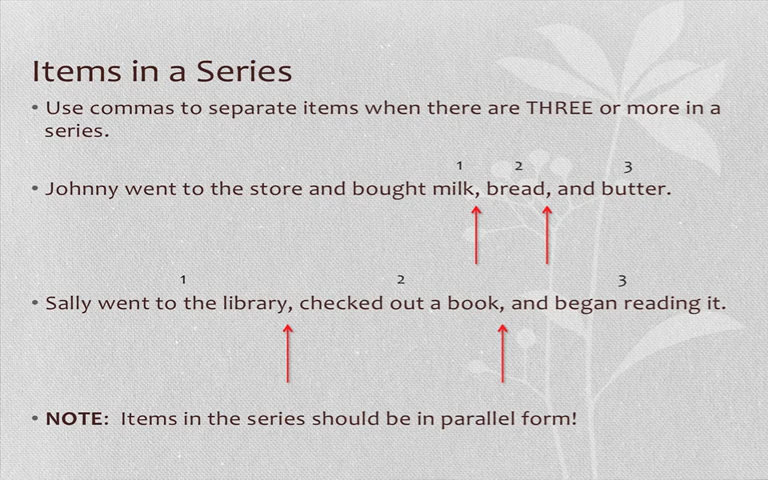 Items in a Series
• Use commas to separate items when there are THREE or more in a
series.
1 2 3
• Johnny went to the store and bought milk, bread, and butter.
1 2 3
• Sally went to the library, checked out a book, and began reading it.
• NOTE: Items in the series should be in parallel form!